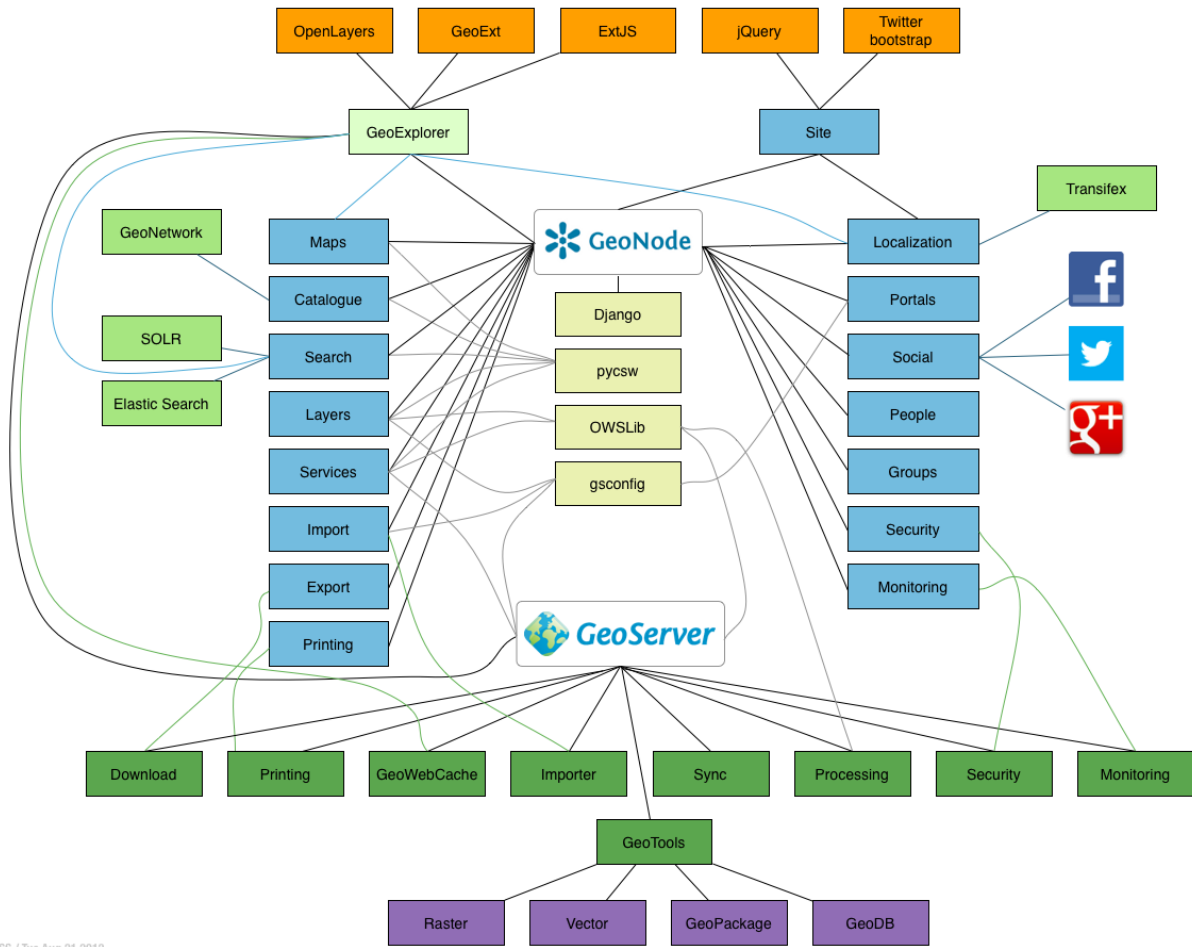 OpenLayers
GeoExt
ExtJS
jQuery
Twitter
bootstrap
GeoExplorer
Site
Transifex
GeoNetwork
Maps
GeoNode
Localization
Catalogue
Django
Portals
SOLR
Search
pycsw
Social
Elastic Search
Layers
OWSLib
People
g+
Services
gsconfig
Groups
Import
Security
Export
Monitoring
Printing
GeoServer
Download
Printing
GeoWebCache
Importer
Sync
Processing
Security
Monitoring
GeoTools
Raster
Vector
GeoPackage
GeoDB